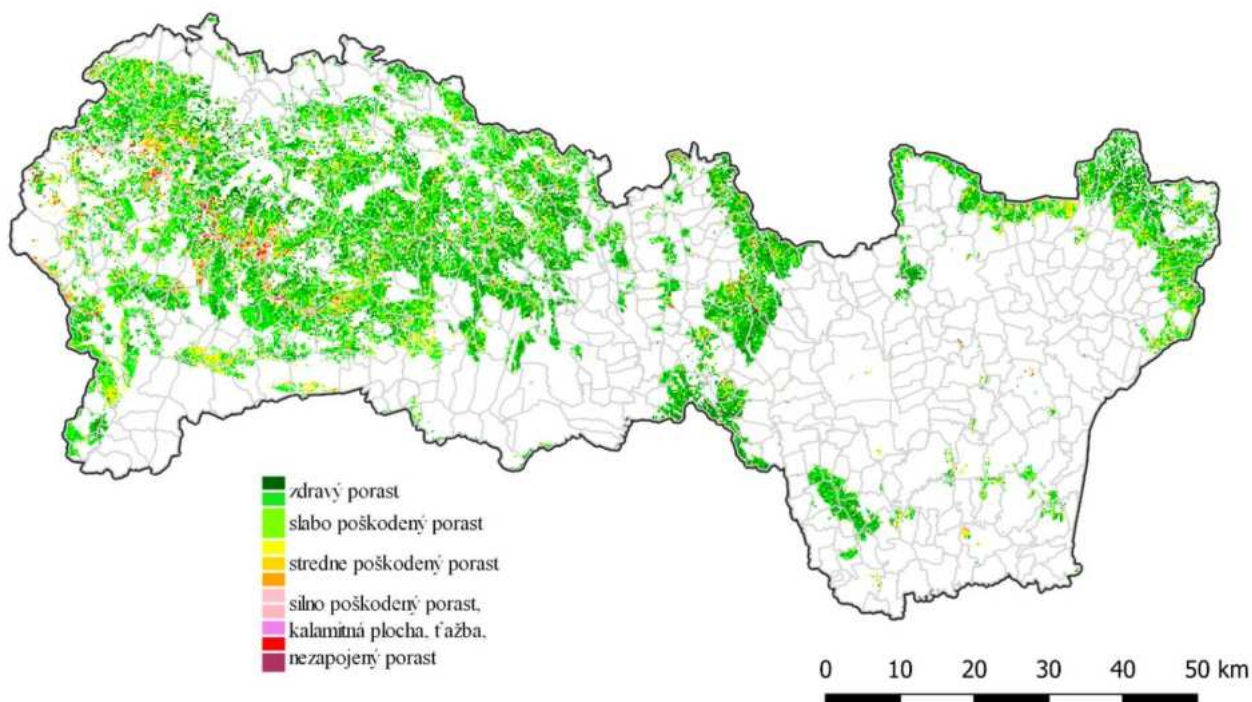 zdravý porast
slabo poškodený porast
stredne poškodený porast
silno poškodený porast,
kalamitná plocha, ťažba,
nezapojený porast
0 10 20 30 40 50 km